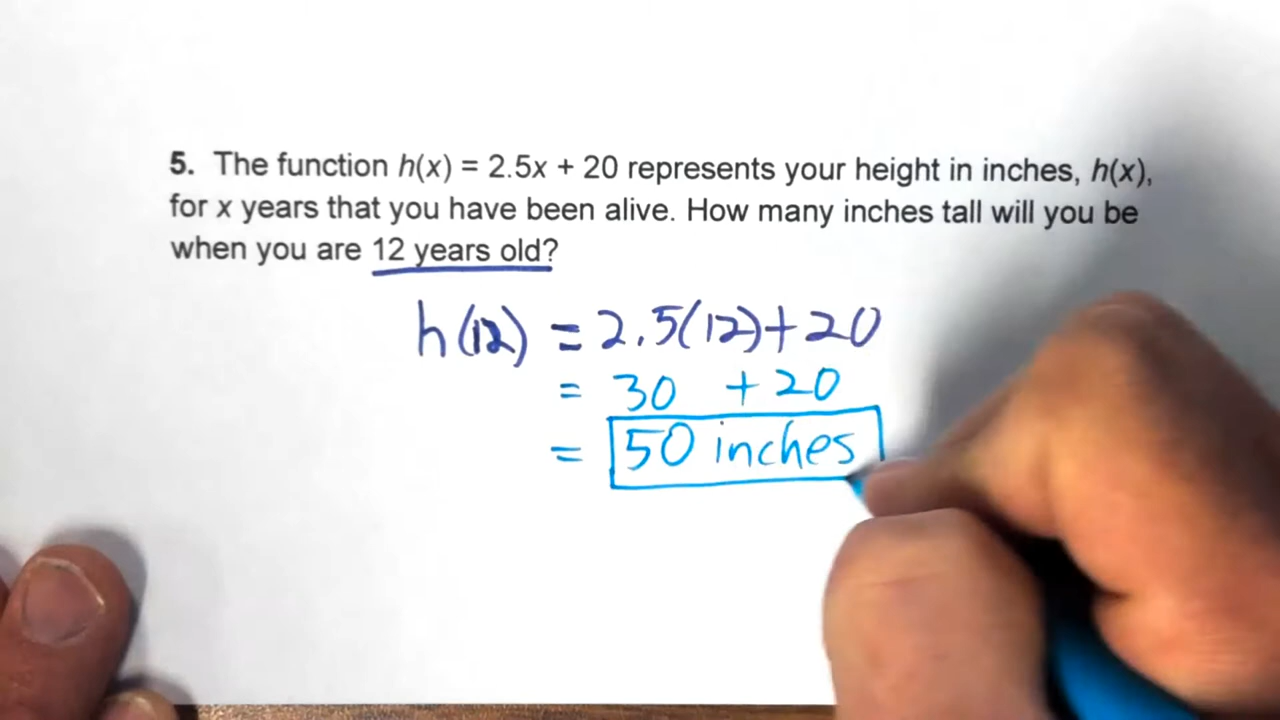 5. The function h(x) = 2.5x + 20 represents your height in inches, h(x),
for x years that you have been alive. How many inches tall will you be
when you are 12 years old?
h(12) = 2.5(12)+20
= 30 +20
= 50 inches